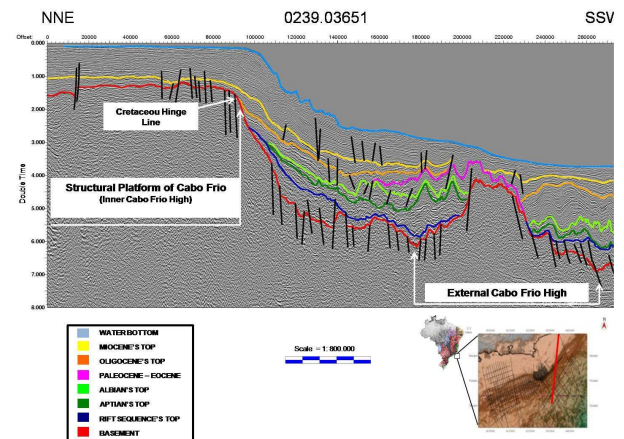 NNE 0239.03651 SSV
Offset: 0 20000 40000 60000 80000 100000 120000 140000 160000 180000 200000 220000 240000 260000
0.000
1.000
2.000
3.000
4.000
5.000
6.000
7.000
8.000
Double Time
Cretaceou Hinge
Line
Structural Platform of Cabo Frio
(Inner Cabo Frio High)
External Cabo Frio High
WATER BOTTOM
MIOCENE'S TOP
OLIGOCENE'S TOP
PALEOCENE – EOCENE
ALBIAN'S TOP
APTIAN'S TOP
RIFT SEQUENCE'S TOP
BASEMENT
Scale = 1: 800.000
N